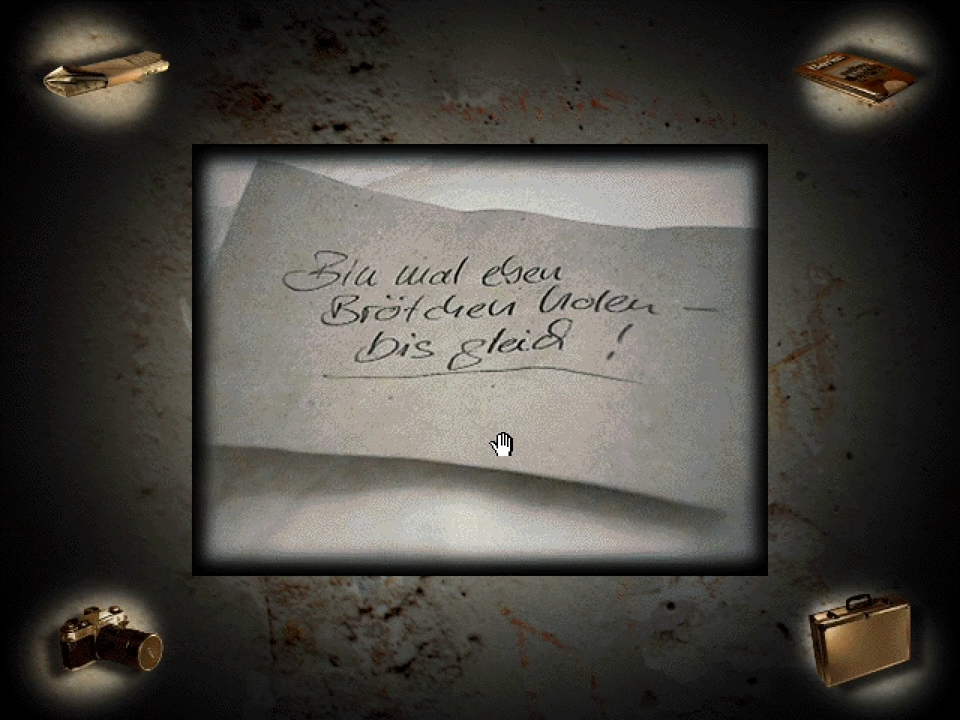 Bin mal eben
Brötchen holen —
bis gleich !